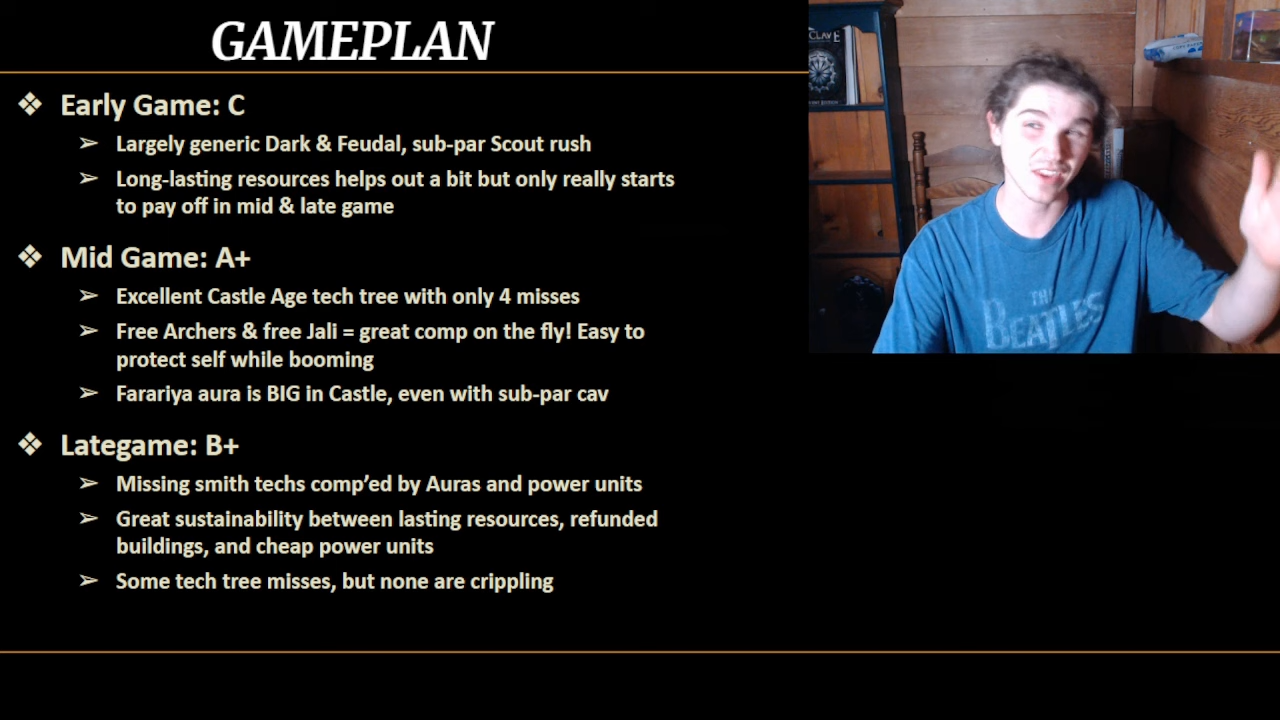 GAMEPLAN
❖ Early Game: C
➢ Largely generic Dark & Feudal, sub-par Scout rush
➢ Long-lasting resources helps out a bit but only really starts
to pay off in mid & late game
❖ Mid Game: A+
➢ Excellent Castle Age tech tree with only 4 misses
➢ Free Archers & free Jali = great comp on the fly! Easy to
protect self while booming
➢ Farariya aura is BIG in Castle, even with sub-par cav
❖ Lategame: B+
➢ Missing smith techs comp’ed by Auras and power units
➢ Great sustainability between lasting resources, refunded
buildings, and cheap power units
➢ Some tech tree misses, but none are crippling
THE
BEATLES